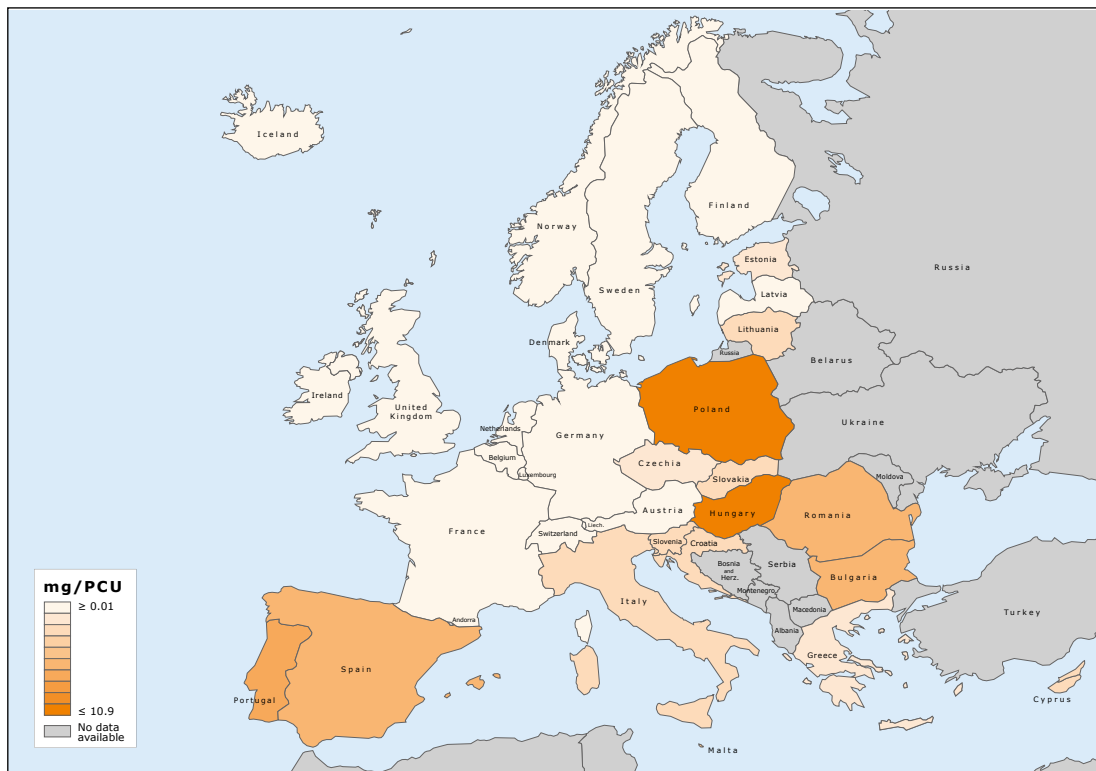 Iceland
Norway
Finland
Estonia
Russia
Sweden
Latvia
Denmark
Lithuania
Russia
Belarus
Ireland
United
Kingdom
Netherlands
Poland
Ukraine
Belgium
Germany
Luxembourg
Czechia
Slovakia
Moldova
France
Austria
Hungary
Romania
Liech.
Switzerland
Slovenia
Croatia
Bosnia
and
Herz.
Serbia
Bulgaria
Montenegro
Italy
Macedonia
Turkey
Andorra
Albania
Greece
Spain
Portugal
Cyprus
Malta
mg/PCU
≥ 0.01
≤ 10.9
No data
available